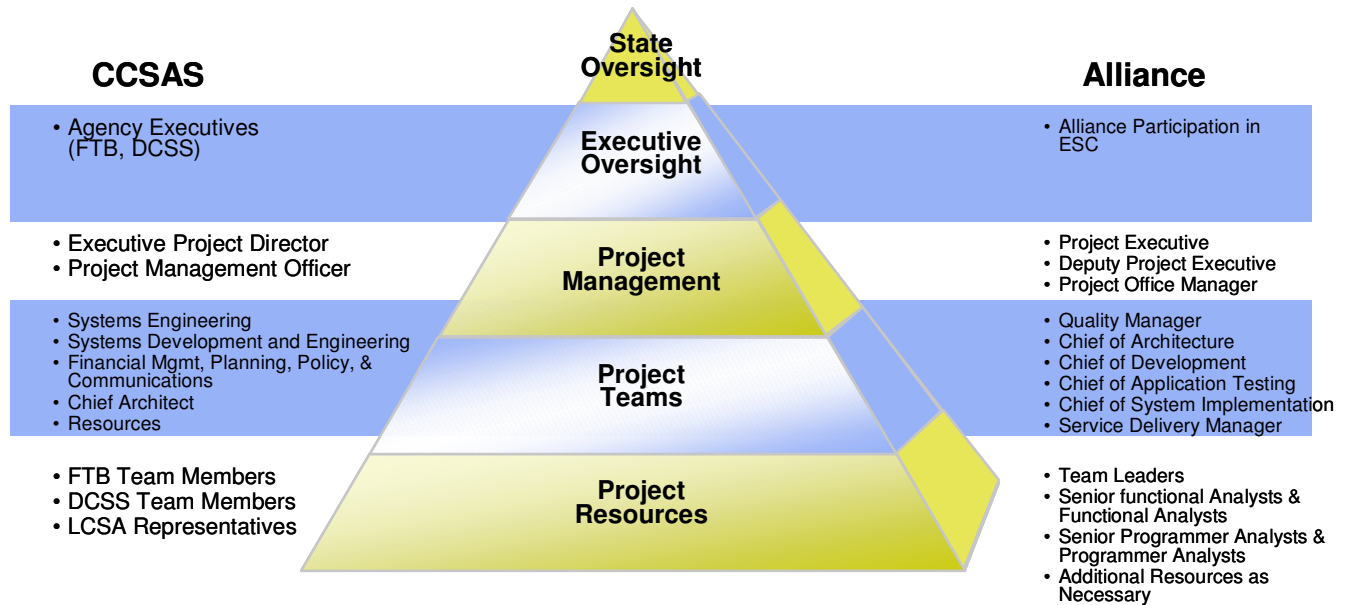 State
Oversight
CCSAS
Alliance
• Agency Executives
(FTB, DCSS)
Executive
Oversight
• Alliance Participation in
ESC
• Executive Project Director
• Project Management Officer
Project
Management
• Project Executive
• Deputy Project Executive
• Project Office Manager
• Systems Engineering
• Systems Development and Engineering
• Financial Mgmt, Planning, Policy, &
Communications
• Chief Architect
• Resources
Project
Teams
• Quality Manager
• Chief of Architecture
• Chief of Development
• Chief of Application Testing
• Chief of System Implementation
• Service Delivery Manager
• FTB Team Members
• DCSS Team Members
• LCSA Representatives
Project
Resources
• Team Leaders
• Senior functional Analysts &
Functional Analysts
• Senior Programmer Analysts &
Programmer Analysts
• Additional Resources as
Necessary